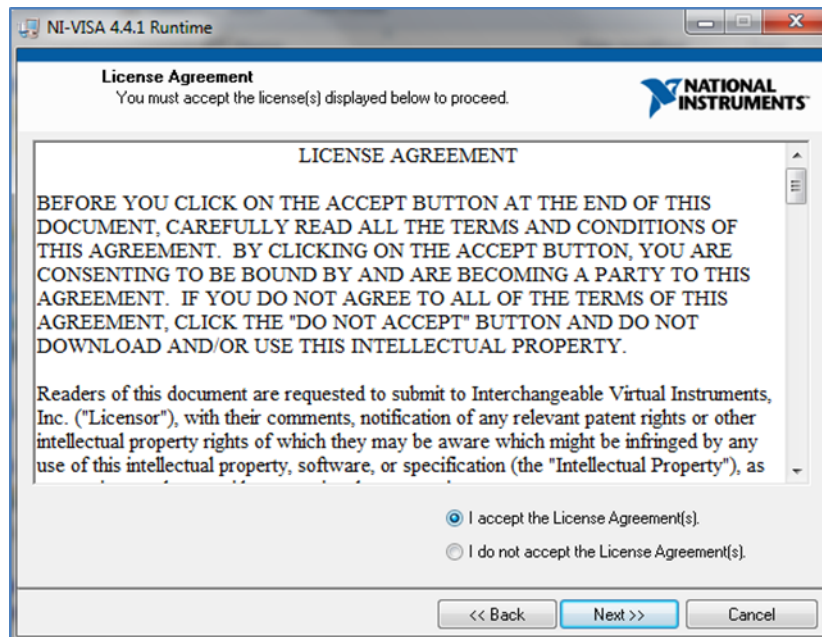 NI-VISA 4.4.1 Runtime
License Agreement
You must accept the license(s) displayed below to proceed.
NATIONAL
INSTRUMENTS™
LICENSE AGREEMENT
BEFORE YOU CLICK ON THE ACCEPT BUTTON AT THE END OF THIS
DOCUMENT, CAREFULLY READ ALL THE TERMS AND CONDITIONS OF
THIS AGREEMENT.  BY CLICKING ON THE ACCEPT BUTTON, YOU ARE
CONSENTING TO BE BOUND BY AND ARE BECOMING A PARTY TO THIS
AGREEMENT.  IF YOU DO NOT AGREE TO ALL OF THE TERMS OF THIS
AGREEMENT, CLICK THE "DO NOT ACCEPT" BUTTON AND DO NOT
DOWNLOAD AND/OR USE THIS INTELLECTUAL PROPERTY.
Readers of this document are requested to submit to Interchangeable Virtual Instruments,
Inc. ("Licensor"), with their comments, notification of any relevant patent rights or other
intellectual property rights of which they may be aware which might be infringed by any
use of this intellectual property, software, or specification (the "Intellectual Property"), as
I accept the License Agreement(s).
I do not accept the License Agreement(s).
<< Back
Next >>
Cancel